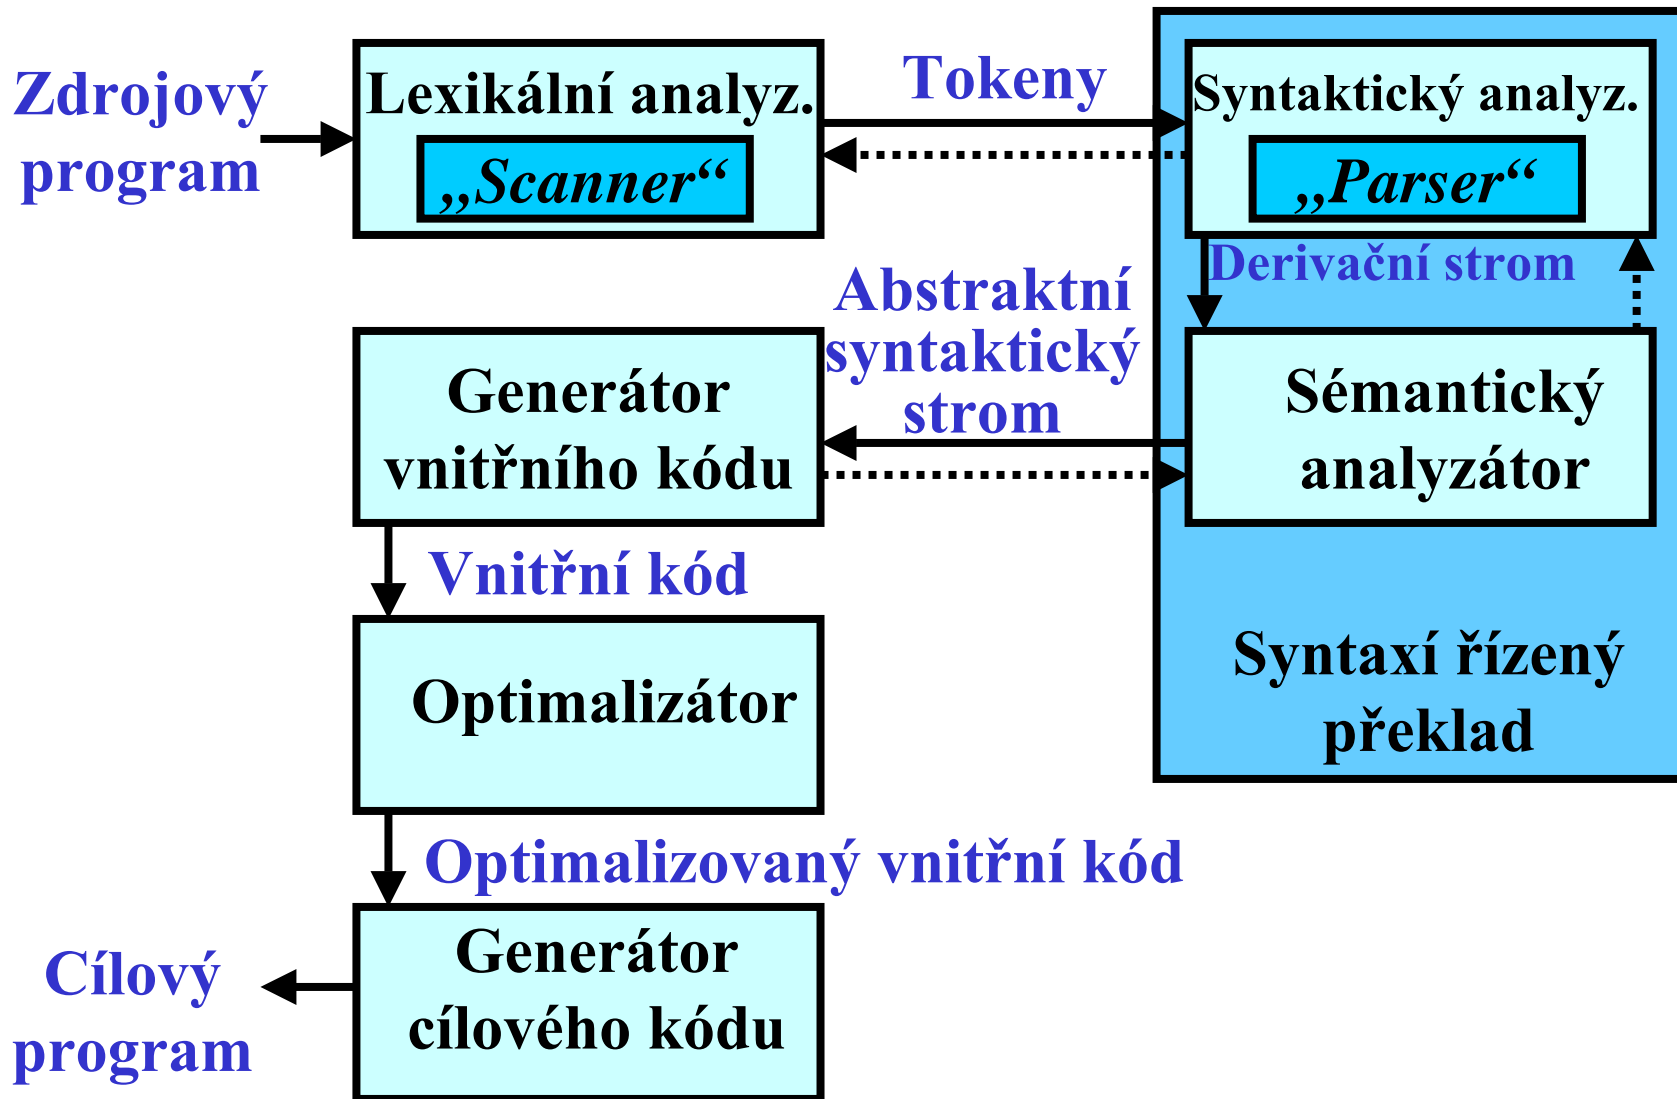 Zdrojový
program
Lexikální analyz.
„Scanner“
Tokeny
Syntaktický analyz.
„Parser“
Derivační strom
Abstraktní
syntaktický
strom
Generátor
vnitřního kódu
Sémantický
analyzátor
Vnitřní kód
Syntaxí řízený
překlad
Optimalizátor
Optimalizovaný vnitřní kód
Generátor
cílového kódu
Cílový
program